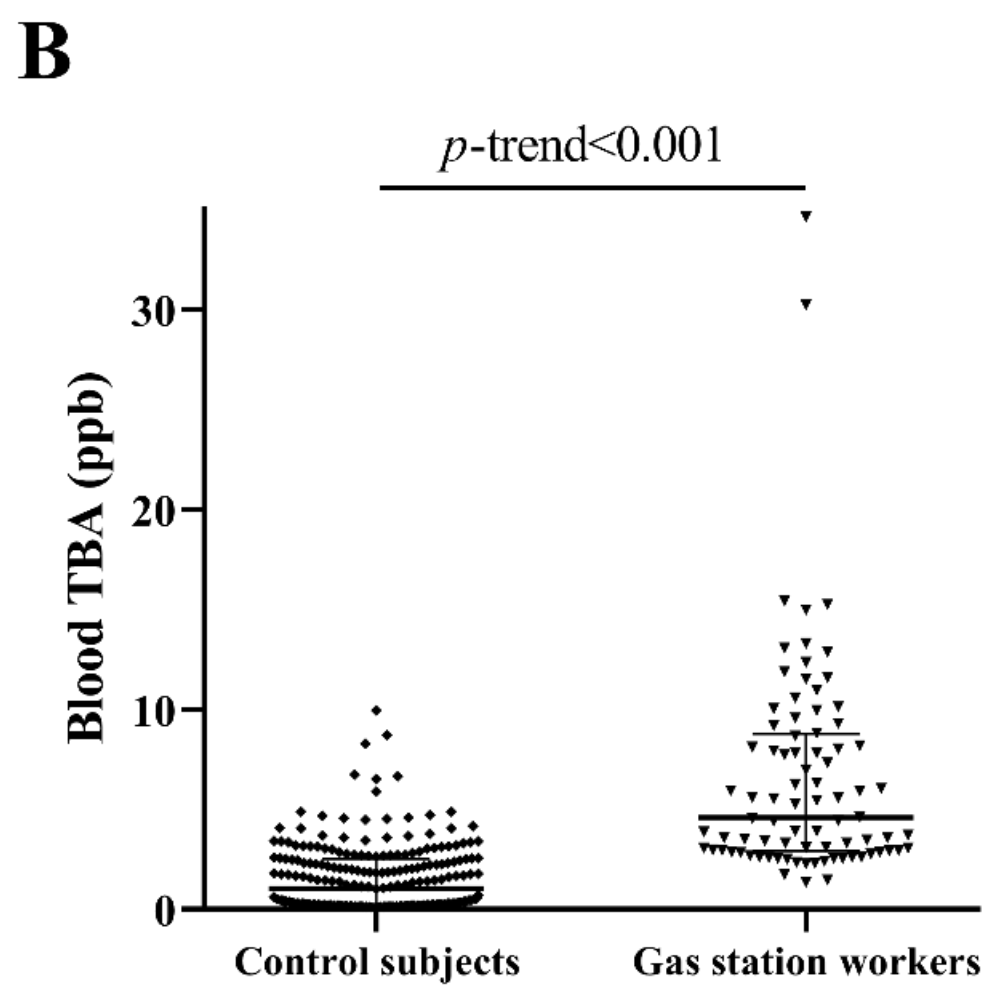 B
p-trend<0.001
30
20
10
0
Blood TBA (ppb)
Control subjects
Gas station workers